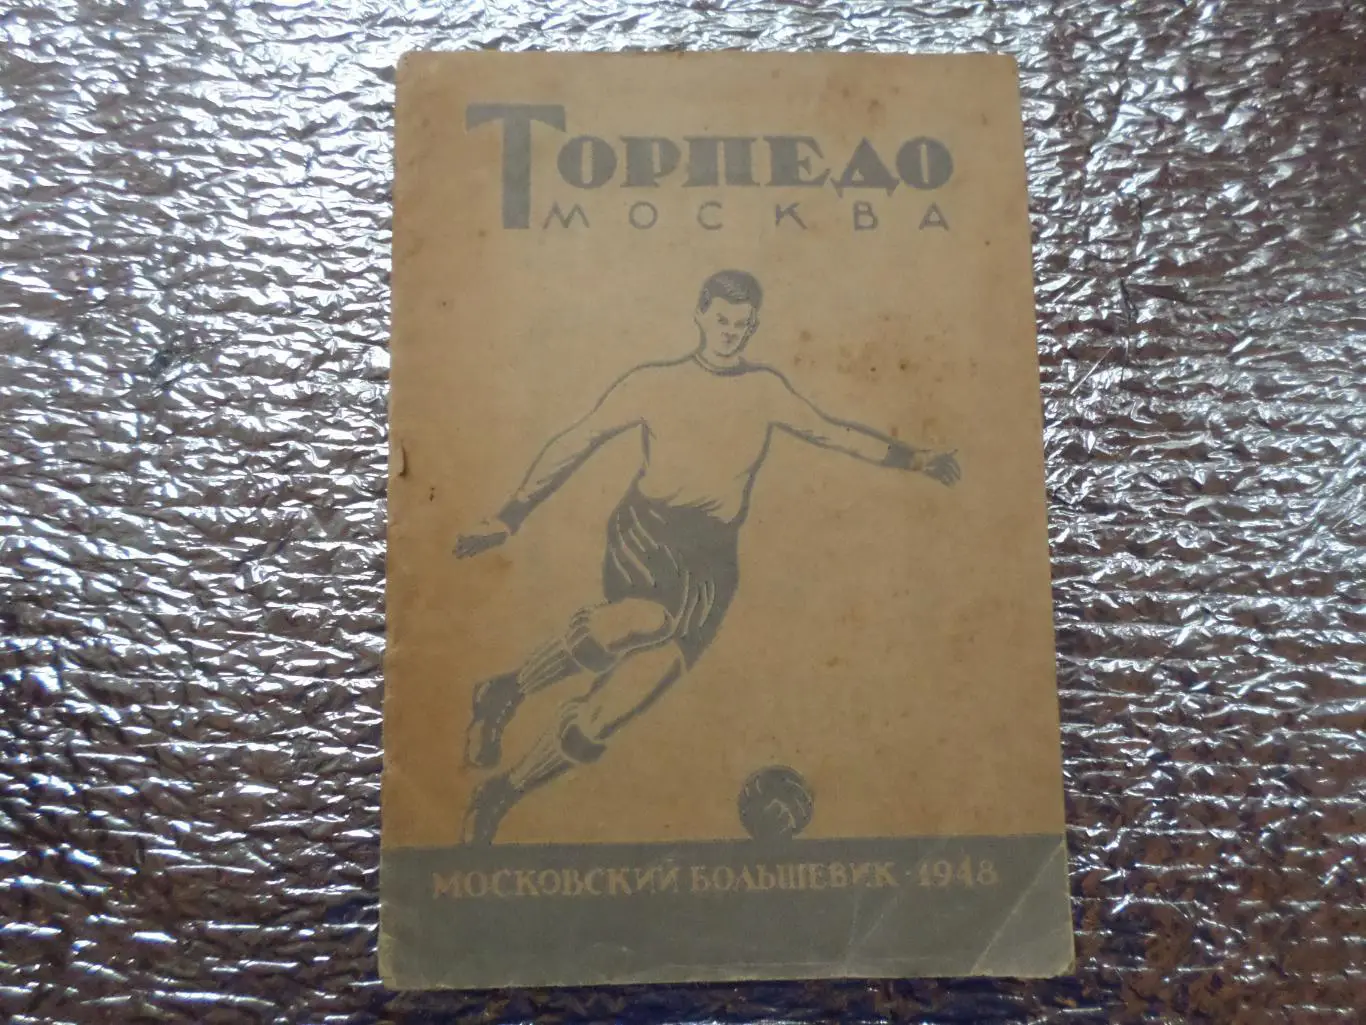 ТОРПЕДО
МОСКВА
МОСКОВСКИЙ БОЛЬШЕВИК · 1948